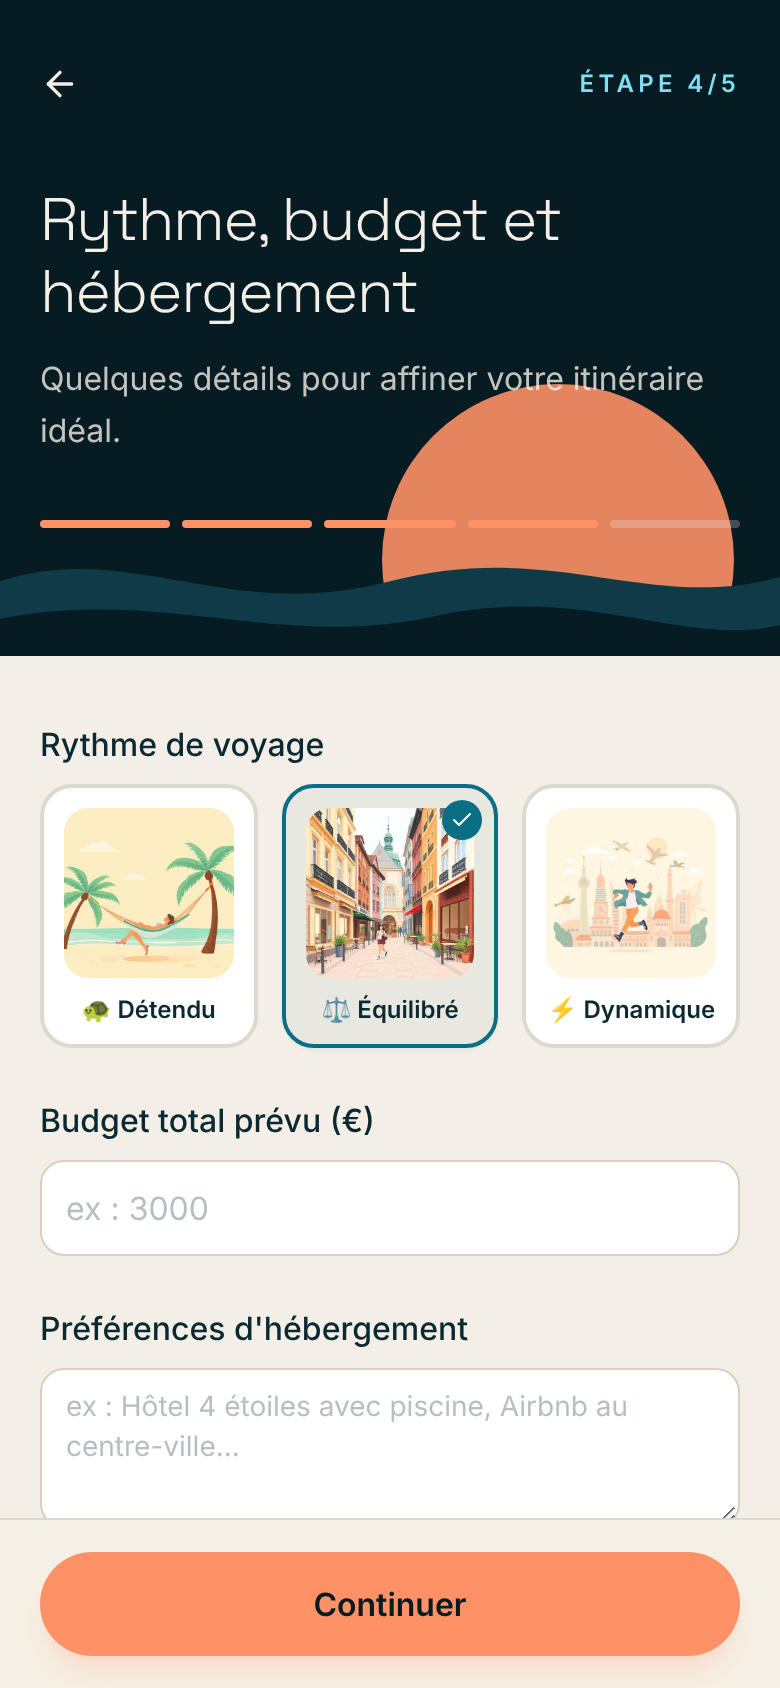 ÉTAPE 4/5
Rythme, budget et
hébergement
Quelques détails pour affiner votre itinéraire
idéal.
Rythme de voyage
🐢 Détendu
⚖️ Équilibré
⚡ Dynamique
Budget total prévu (€)
ex : 3000
Préférences d'hébergement
ex : Hôtel 4 étoiles avec piscine, Airbnb au
centre-ville...
Continuer